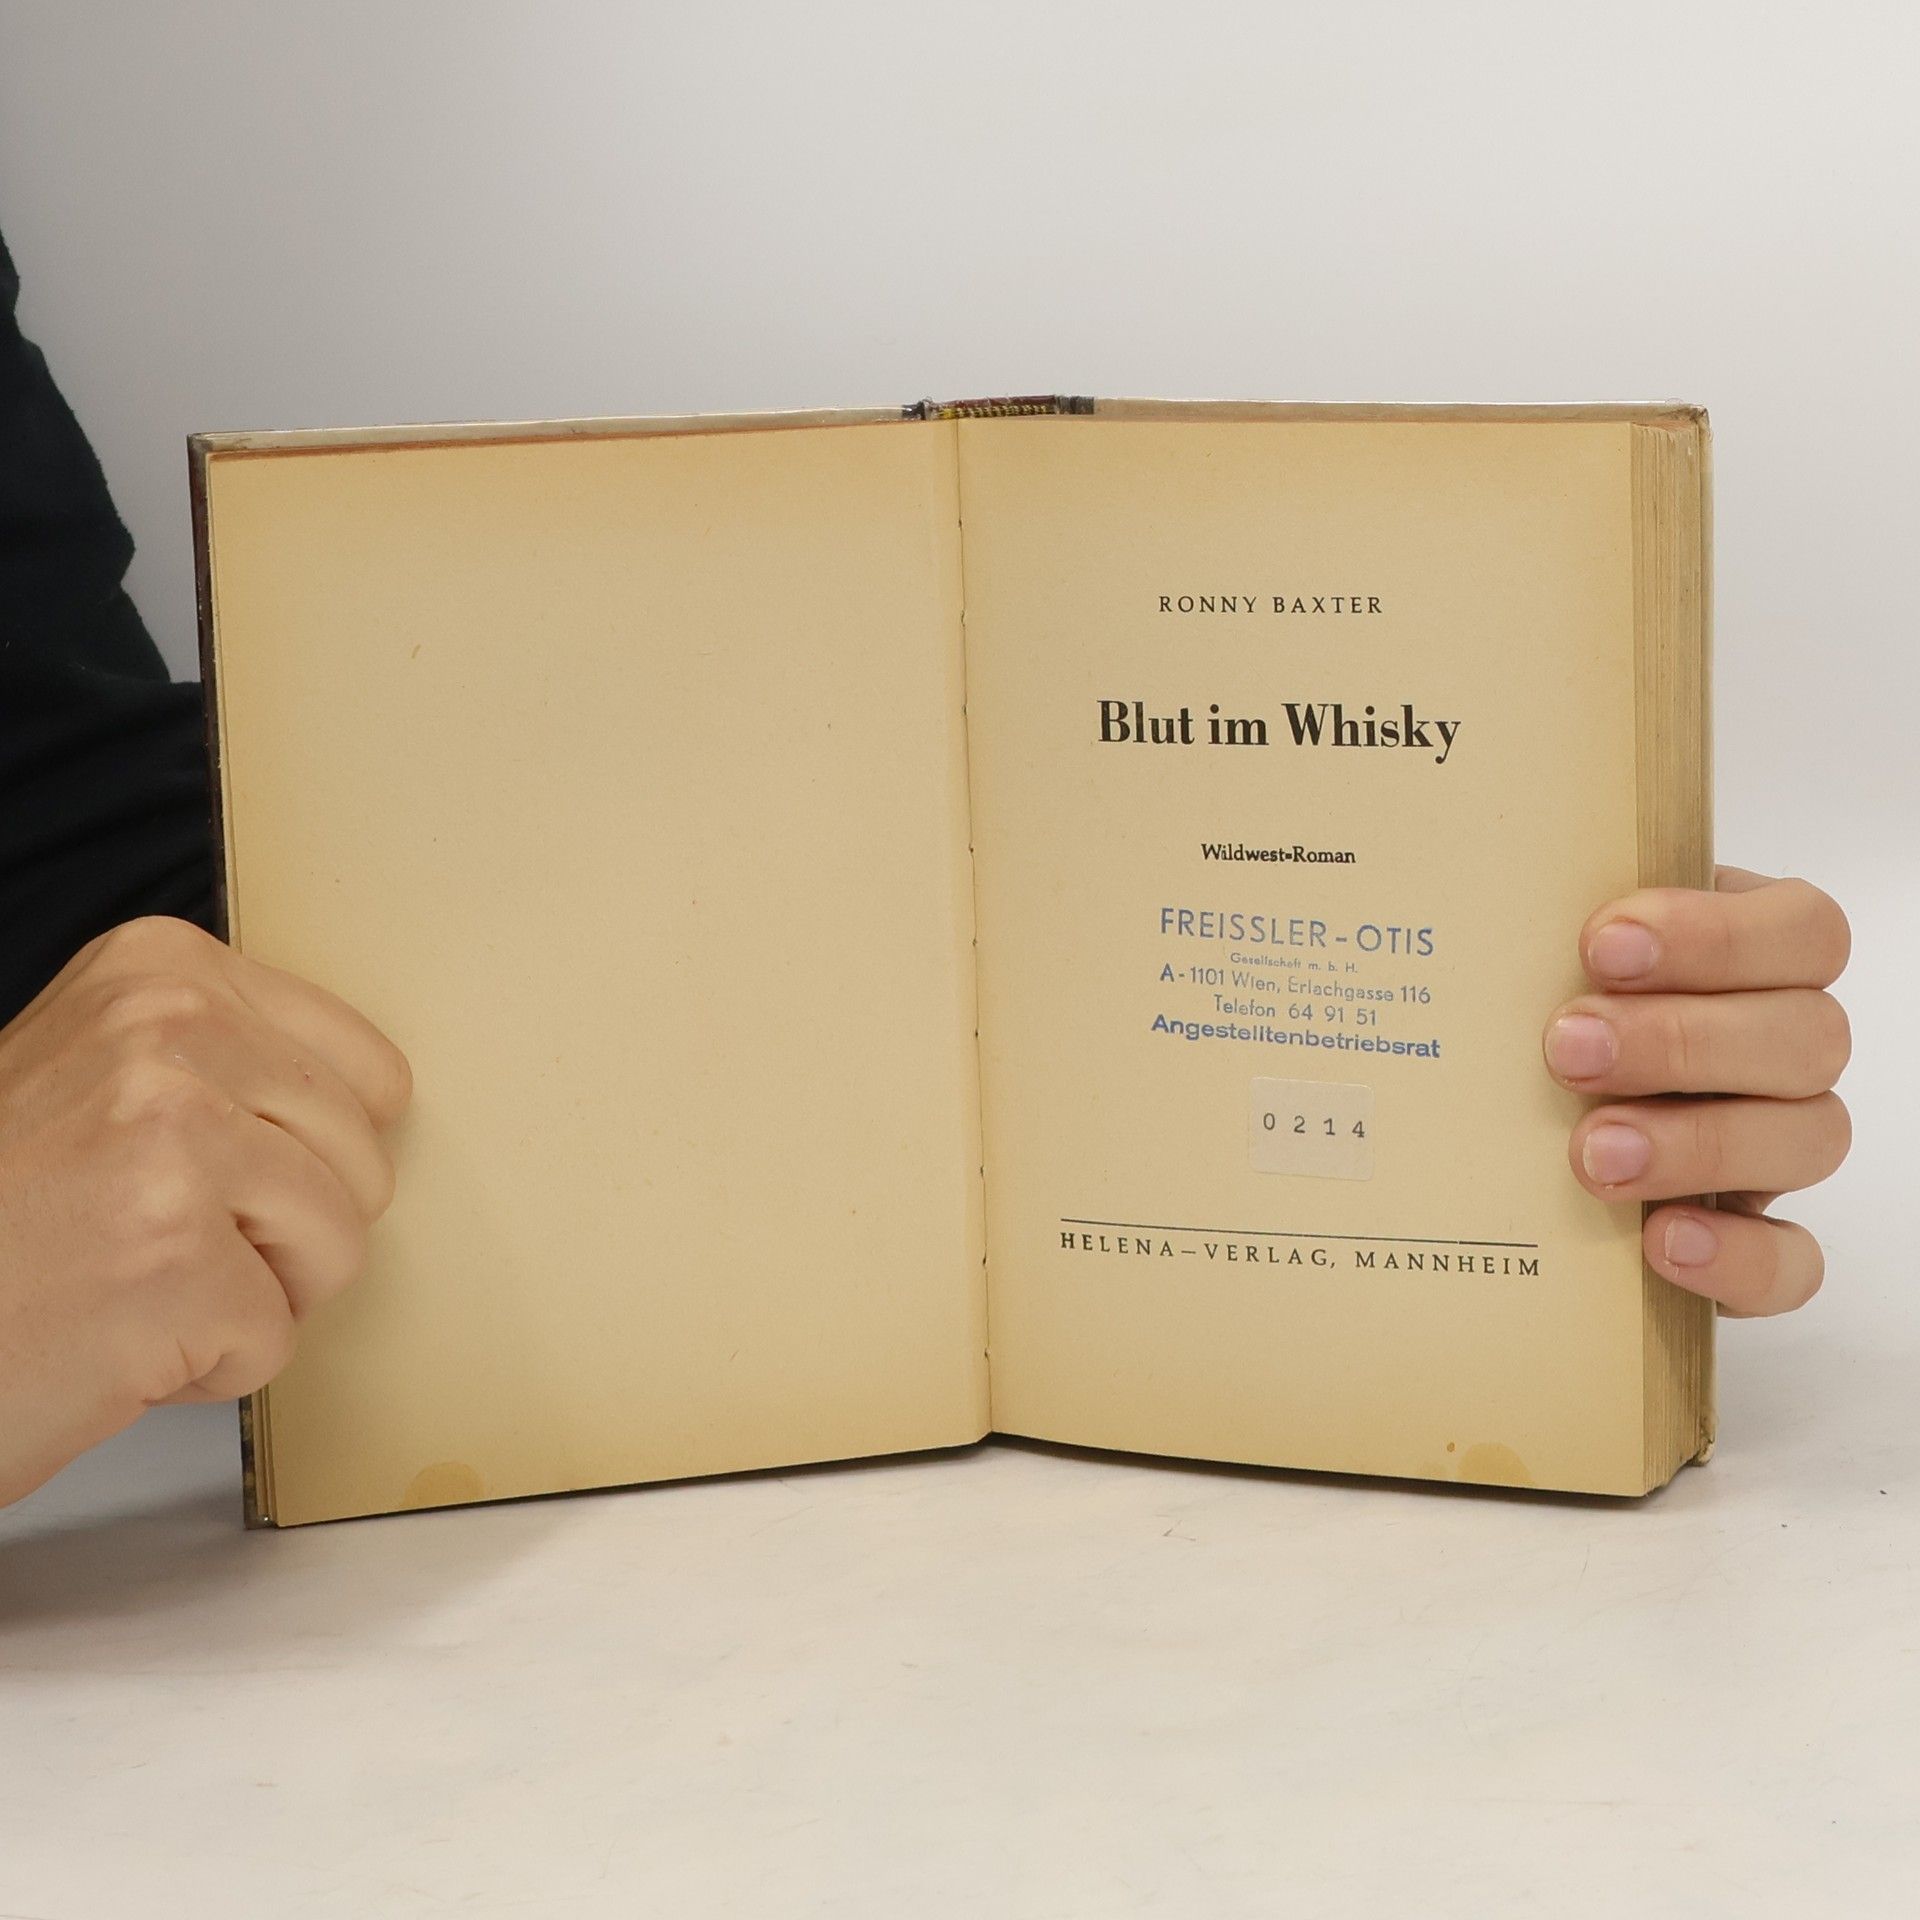 RONNY BAXTER
Blut im Whisky
Wildwest-Roman
FREISSLER-OTIS
Gesellschaft m. b. H.
A-1101 Wien, Erlachgasse 116
Telefon 64 91 51
Angestelltenbetriebsrat
0214
HELENA-VERLAG, MANNHEIM